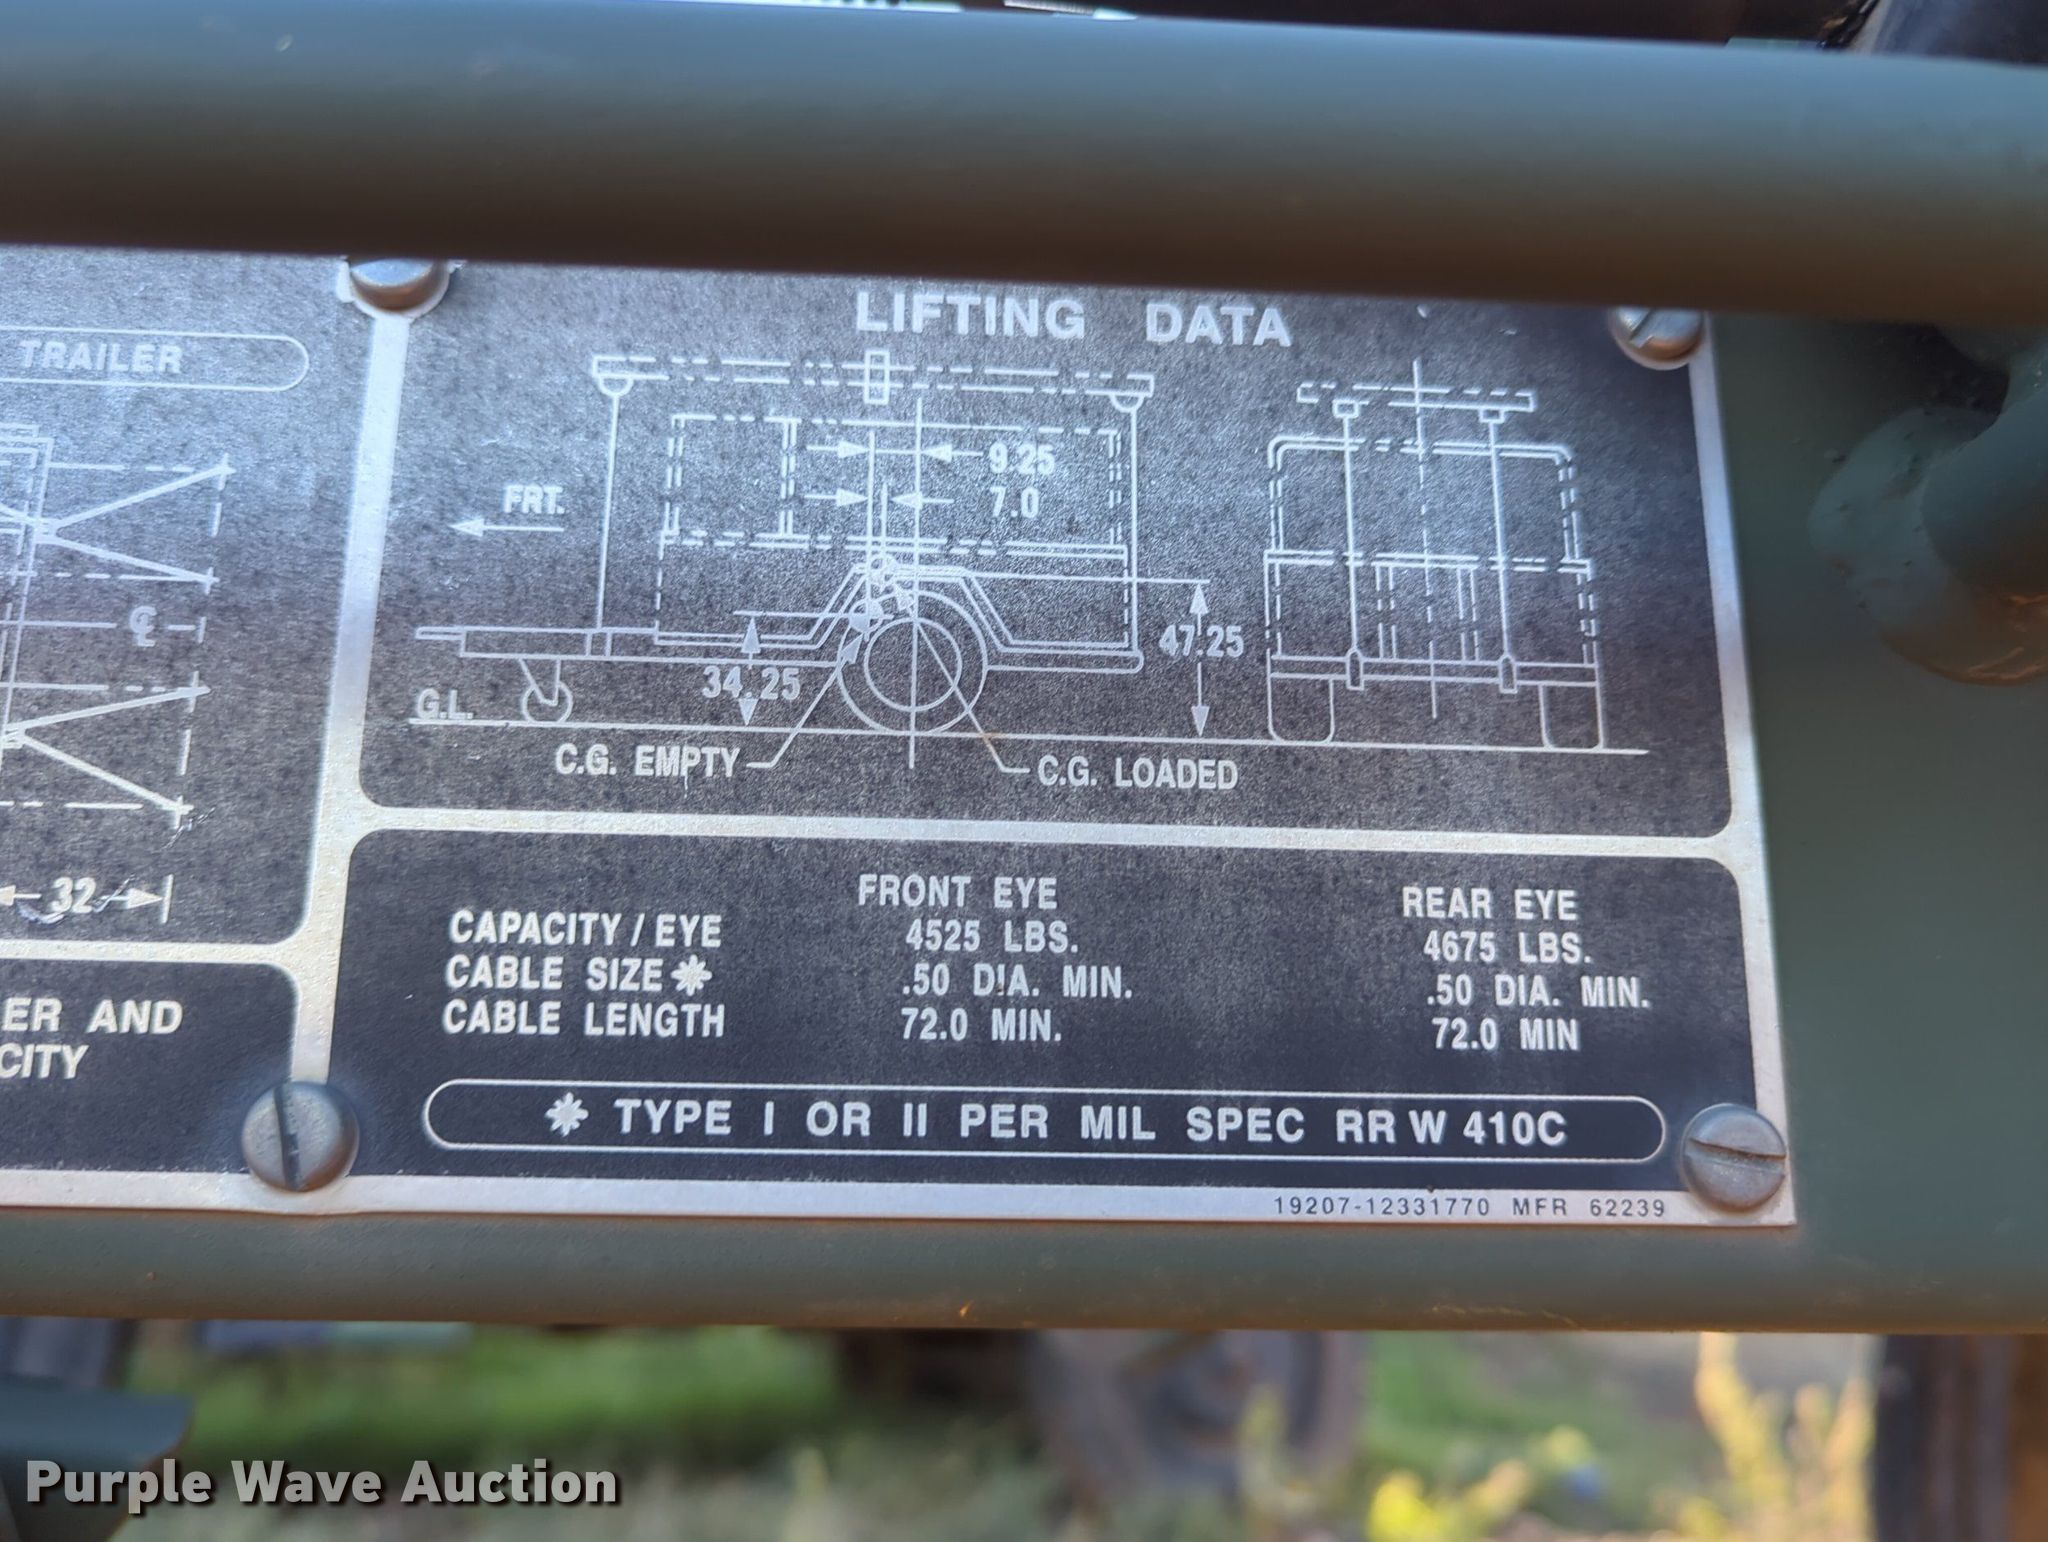 TRAILER
℄
32
ER AND
CITY
LIFTING DATA
9.25
7.0
FRT.
47.25
34.25
G.L.
C.G. EMPTY
C.G. LOADED
FRONT EYE REAR EYE
CAPACITY / EYE 4525 LBS. 4675 LBS.
CABLE SIZE * .50 DIA. MIN. .50 DIA. MIN.
CABLE LENGTH 72.0 MIN. 72.0 MIN
* TYPE I OR II PER MIL SPEC RR W 410C
19207-12331770 MFR 62239
Purple Wave Auction